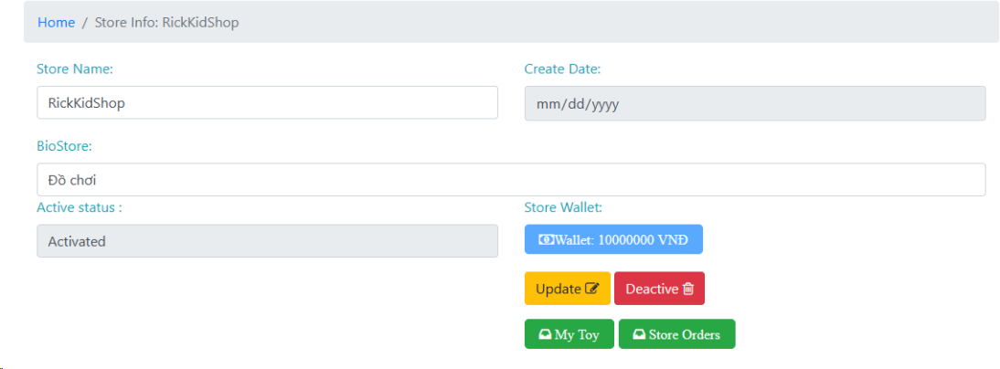 Home / Store Info: RickKidShop
Store Name:
Create Date:
RickKidShop
mm/dd/yyyy
BioStore:
Đồ chơi
Active status :
Store Wallet:
Activated
Wallet: 10000000 VNĐ
Update
Deactive
My Toy
Store Orders